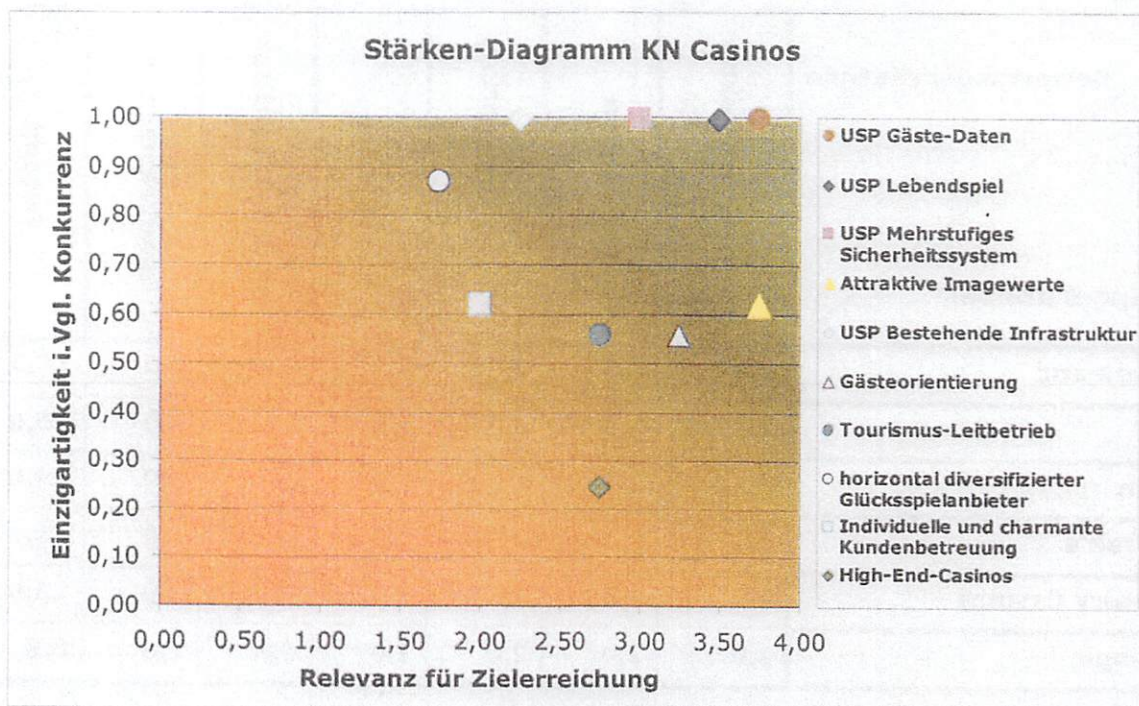 Stärken-Diagramm KN Casinos
Einzigartigkeit i.Vgl. Konkurrenz
1,00
0,90
0,80
0,70
0,60
0,50
0,40
0,30
0,20
0,10
0,00
0,00 0,50 1,00 1,50 2,00 2,50 3,00 3,50 4,00
Relevanz für Zielerreichung
USP Gäste-Daten
USP Lebendspiel
USP Mehrstufiges
Sicherheitssystem
Attraktive Imagewerte
USP Bestehende Infrastruktur
Gästeorientierung
Tourismus-Leitbetrieb
horizontal diversifizierter
Glücksspielanbieter
Individuelle und charmante
Kundenbetreuung
High-End-Casinos